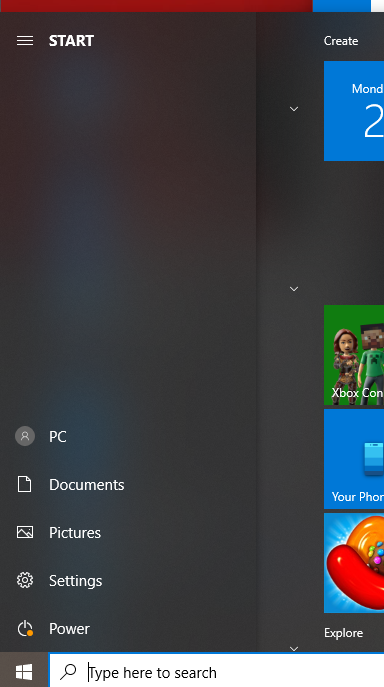 START
Create
Mond
2
Xbox Con
Your Phon
PC
Documents
Pictures
Settings
Power
Explore
Type here to search